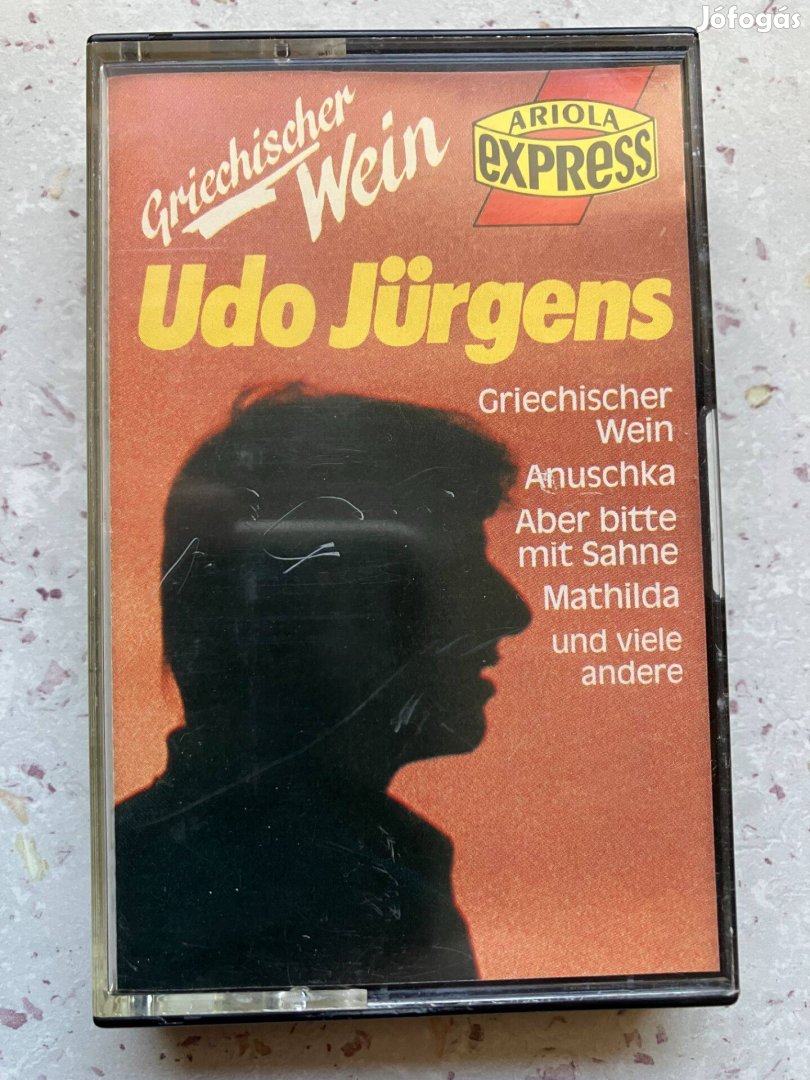 Jófogás
Griechischer
Wein
ARIOLA
EXPRESS
Udo Jürgens
Griechischer
Wein
Anuschka
Aber bitte
mit Sahne
Mathilda
und viele
andere